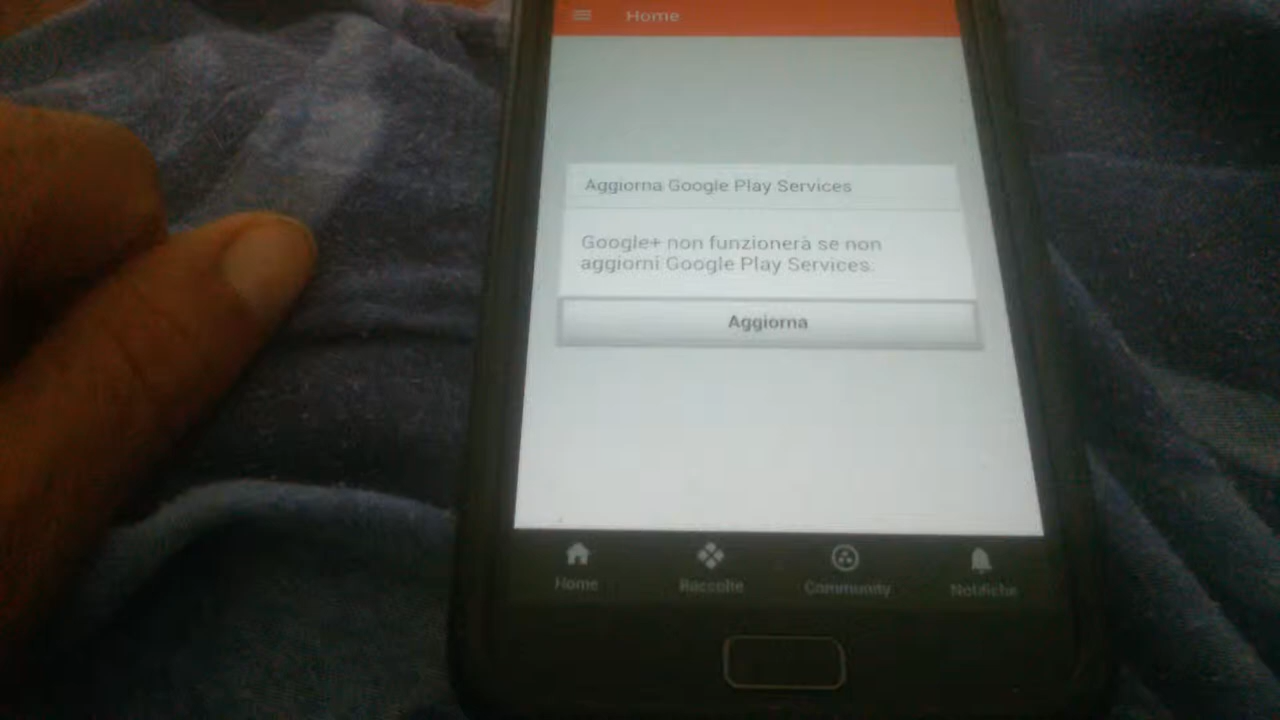 Home
Aggiorna Google Play Services
Google+ non funzionerà se non
aggiorni Google Play Services.
Aggiorna
Home
Raccolte
Community
Notifiche